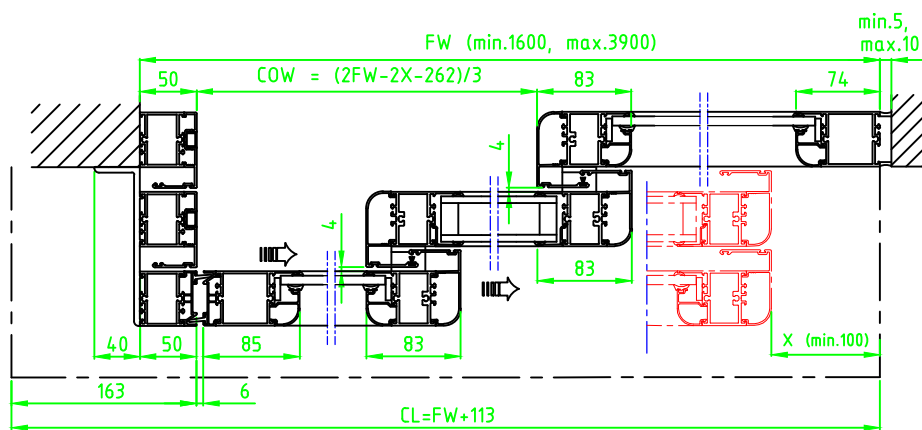 min.5,
FW (min.1600, max.3900)
max.10
50
COW = (2FW-2X-262)/3
83
74
4
4
83
40
50
85
83
X (min.100)
163
6
CL=FW+113